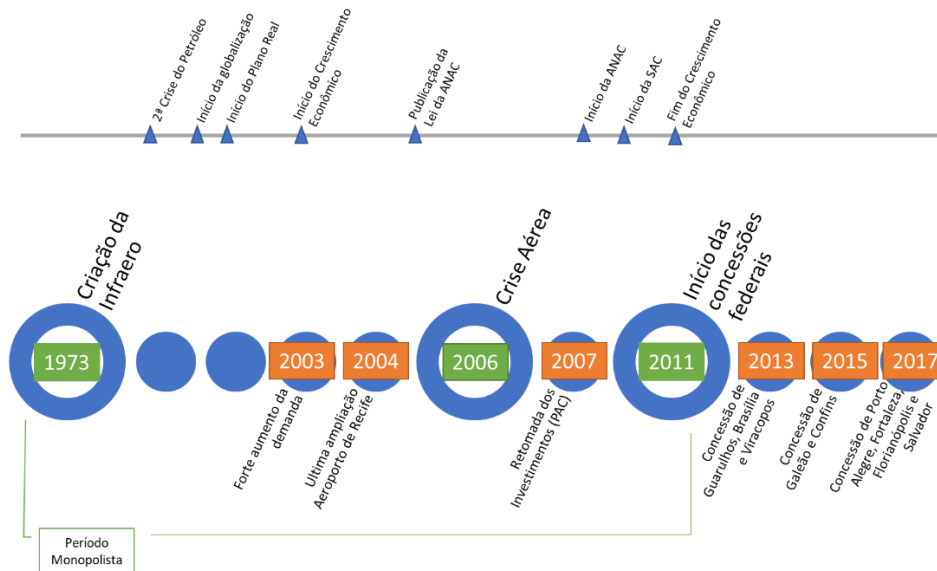 2ª Crise do Petróleo
Início da globalização
Início do Plano Real
Início do Crescimento
Econômico
Publicação da
Lei da ANAC
Início da ANAC
Início da SAC
Fim do Crescimento
Econômico
Criação da
Infraero
Crise Aérea
Início das
concessões
federais
1973
2003
2004
2006
2007
2011
2013
2015
2017
Forte aumento da
demanda
Ultima ampliação
Aeroporto de Recife
Retomada dos
Investimentos (PAC)
Concessão de
Guarulhos, Brasília
e Viracopos
Concessão de
Galeão e Confins
Concessão de Porto
Alegre, Fortaleza,
Florianópolis e
Salvador
Período
Monopolista